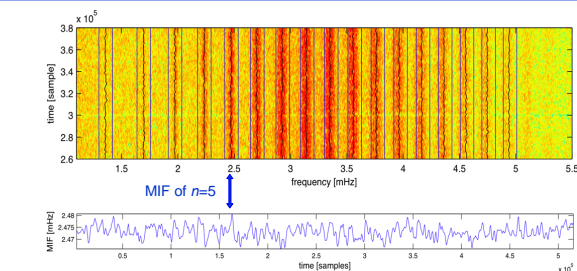 x 10^5
3.8
3.6
3.4
3.2
3
2.8
2.6
time [sample]
1.5 2 2.5 3 3.5 4 4.5 5 5.5
frequency [mHz]
MIF of n=5
MIF [mHz]
2.48
2.475
2.47
0.5 1 1.5 2 2.5 3 3.5 4 4.5 5
time [samples]
x 10^5